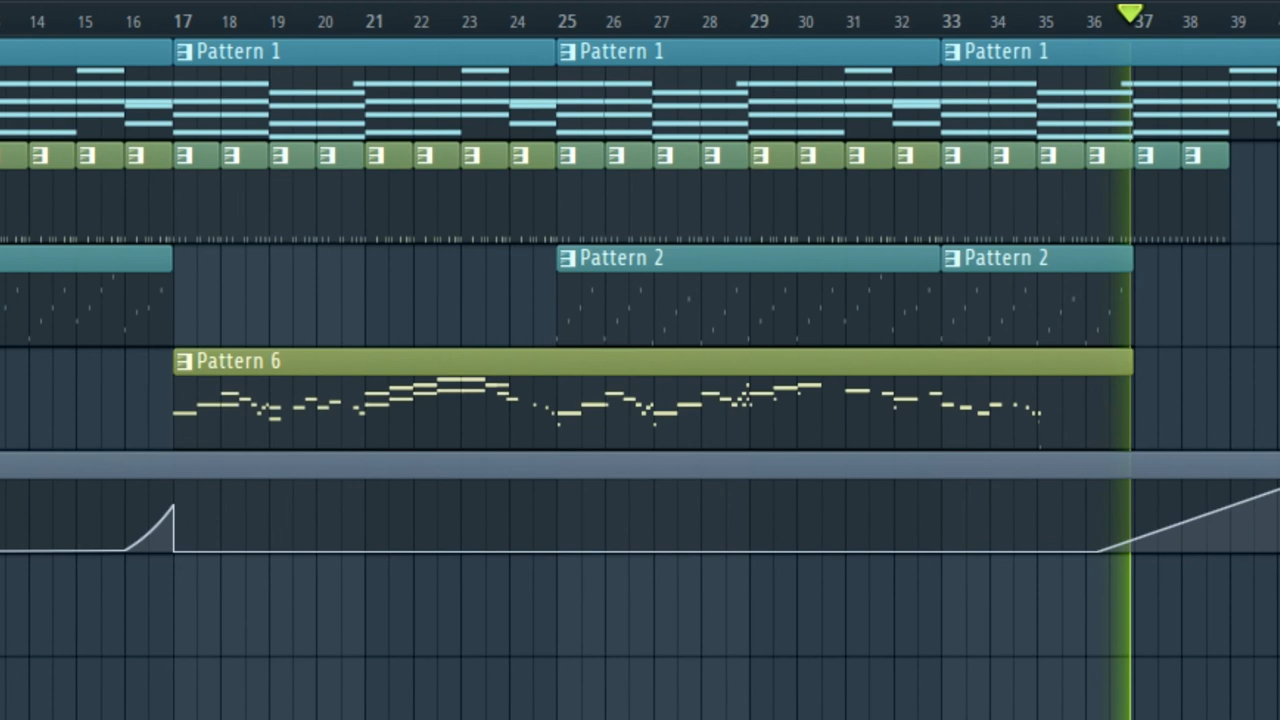 14 15 16 17 18 19 20 21 22 23 24 25 26 27 28 29 30 31 32 33 34 35 36 37 38 39
Pattern 1 Pattern 1 Pattern 1
Pattern 2 Pattern 2
Pattern 6